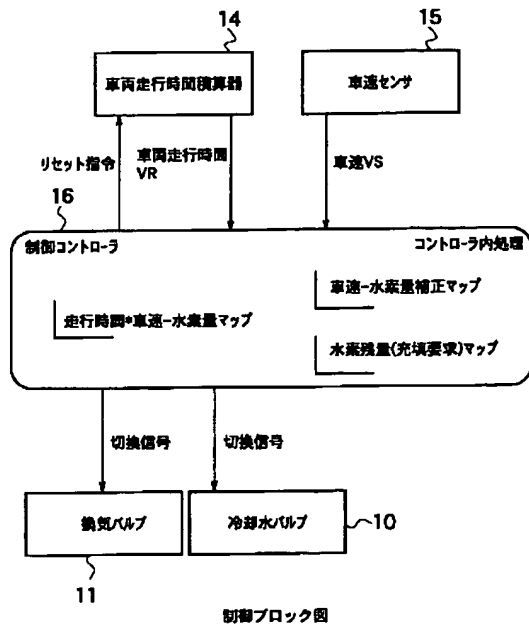 14
15
車両走行時間積算器
車速センサ
リセット指令
車両走行時間
VR
車速VS
16
制御コントローラ
コントローラ内処理
車速-水素量補正マップ
走行時間*車速-水素量マップ
水素残量(充填要求)マップ
切換信号
切換信号
換気バルブ
冷却水バルブ
10
11
制御ブロック図